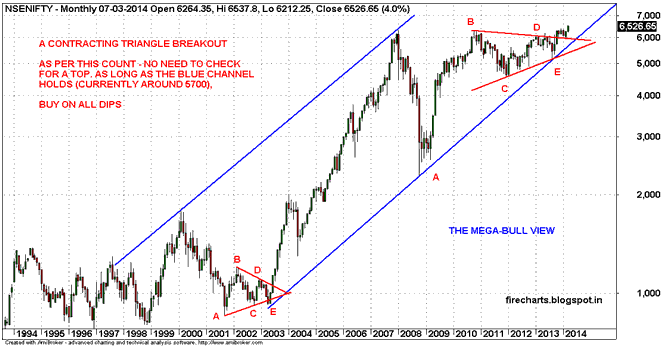 NSENIFTY - Monthly 07-03-2014 Open 6264.35, Hi 6537.8, Lo 6212.25, Close 6526.65 (4.0%)
A CONTRACTING TRIANGLE BREAKOUT
AS PER THIS COUNT - NO NEED TO CHECK
FOR A TOP. AS LONG AS THE BLUE CHANNEL
HOLDS (CURRENTLY AROUND 5700),
BUY ON ALL DIPS
B
D
C
E
A
7,000
6,526.65
6,000
5,000
4,000
3,000
2,000
1,000
THE MEGA-BULL VIEW
B
D
A
C
E
firecharts.blogspot.in
1994 1995 1996 1997 1998 1999 2000 2001 2002 2003 2004 2005 2006 2007 2008 2009 2010 2011 2012 2013 2014
Created with AmiBroker - advanced charting and technical analysis software. http://www.amibroker.com